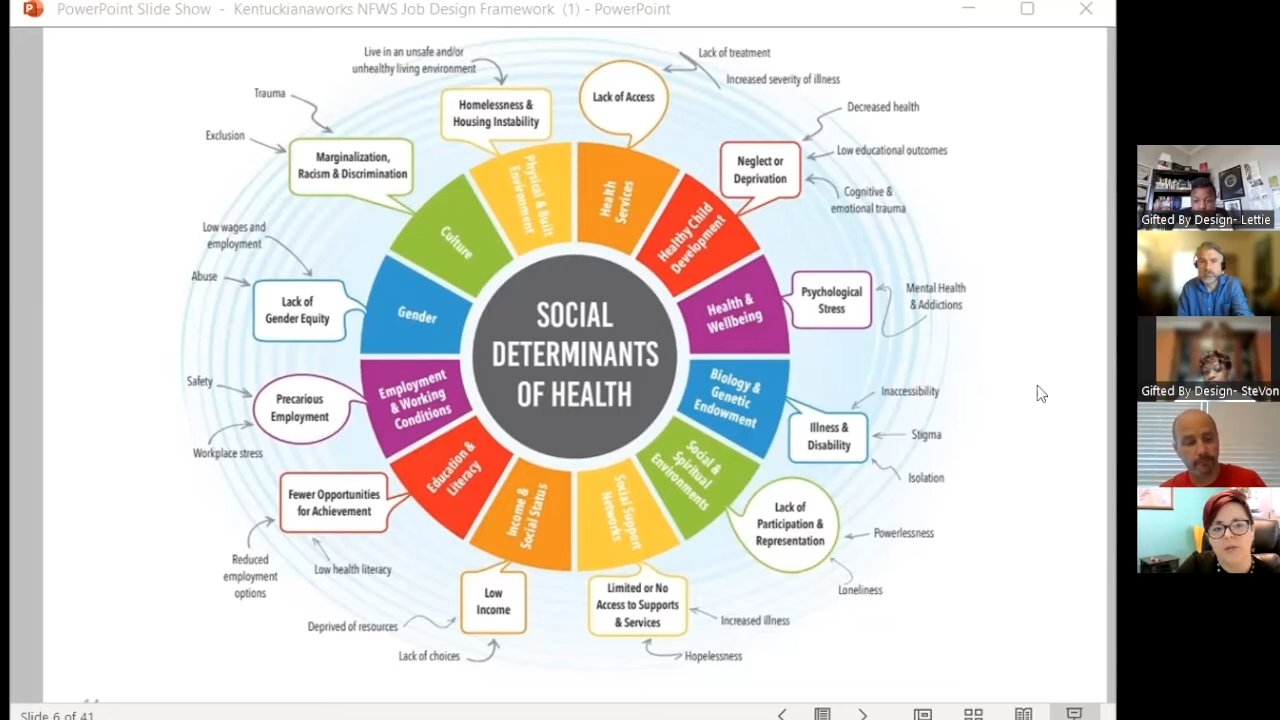 PowerPoint Slide Show - Kentuckianaworks NFWS Job Design Framework (1) - PowerPoint
Live in an unsafe and/or
unhealthy living environment
Lack of treatment
Increased severity of illness
Trauma
Homelessness &
Housing Instability
Lack of Access
Decreased health
Exclusion
Marginalization,
Racism & Discrimination
Neglect or
Deprivation
Low educational outcomes
Cognitive &
emotional trauma
Physical & Built
Environment
Health
Services
Culture
Healthy Child
Development
Low wages and
employment
Abuse
Lack of
Gender Equity
Gender
Health &
Wellbeing
Psychological
Stress
Mental Health
& Addictions
SOCIAL
DETERMINANTS
OF HEALTH
Safety
Precarious
Employment
Workplace stress
Employment
& Working
Conditions
Biology &
Genetic
Endowment
Illness &
Disability
Inaccessibility
Stigma
Isolation
Fewer Opportunities
for Achievement
Education &
Literacy
Income &
Social Status
Social Support
Networks
Social &
Spiritual
Environments
Lack of
Participation &
Representation
Powerlessness
Loneliness
Reduced
employment
options
Low health literacy
Low
Income
Deprived of resources
Lack of choices
Limited or No
Access to Supports
& Services
Increased illness
Hopelessness
Slide 6 of 41
Gifted By Design- Lettie
Gifted By Design- SteVon